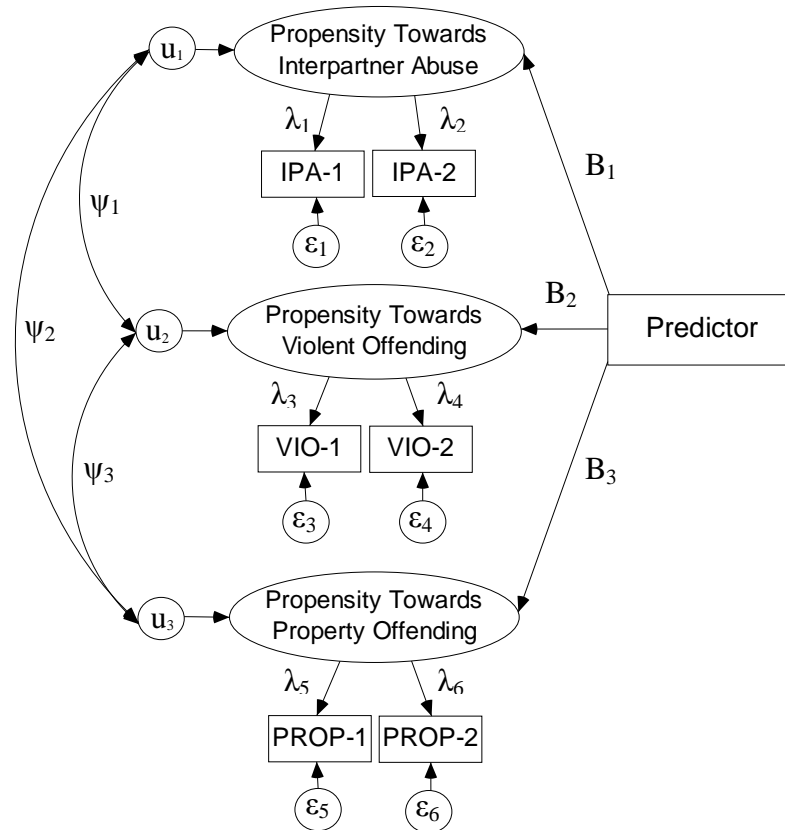 u₁
Propensity Towards
Interpartner Abuse
λ₁
λ₂
IPA-1
IPA-2
B₁
ψ₁
ε₁
ε₂
B₂
Predictor
ψ₂
u₂
Propensity Towards
Violent Offending
λ₃
λ₄
VIO-1
VIO-2
B₃
ψ₃
ε₃
ε₄
u₃
Propensity Towards
Property Offending
λ₅
λ₆
PROP-1
PROP-2
ε₅
ε₆